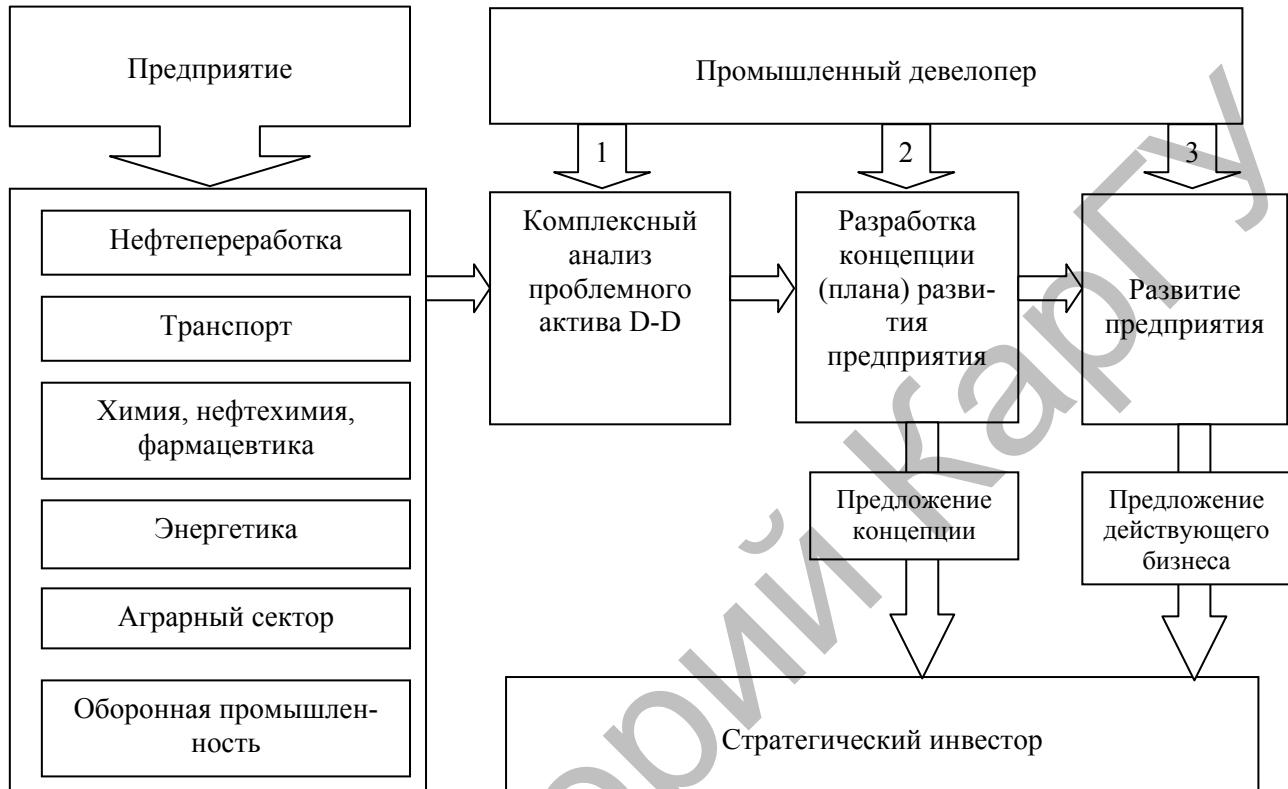 Предприятие
Промышленный девелопер
1
2
3
Нефтепереработка
Транспорт
Химия, нефтехимия,
фармацевтика
Энергетика
Аграрный сектор
Оборонная промышлен-
ность
Комплексный
анализ
проблемного
актива D-D
Разработка
концепции
(плана) разви-
тия
предприятия
Развитие
предприятия
Предложение
концепции
Предложение
действующего
бизнеса
Стратегический инвестор
КарГУ